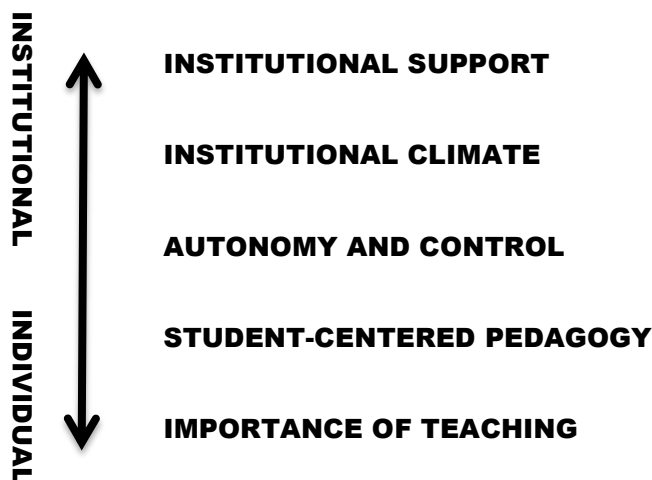 INSTITUTIONAL
INDIVIDUAL
INSTITUTIONAL SUPPORT
INSTITUTIONAL CLIMATE
AUTONOMY AND CONTROL
STUDENT-CENTERED PEDAGOGY
IMPORTANCE OF TEACHING